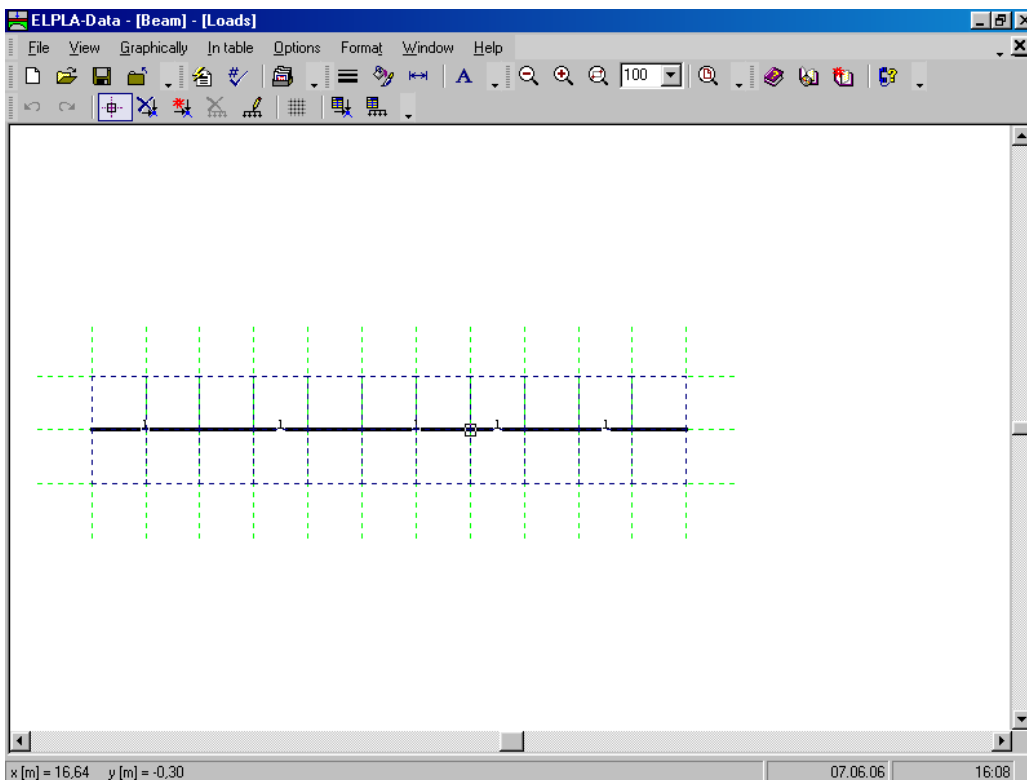 ELPLA-Data - [Beam] - [Loads]
File View Graphically In table Options Format Window Help
A 100
1 1 1 1 1
x [m] = 16,64 y [m] = -0,30 07.06.06 16:08